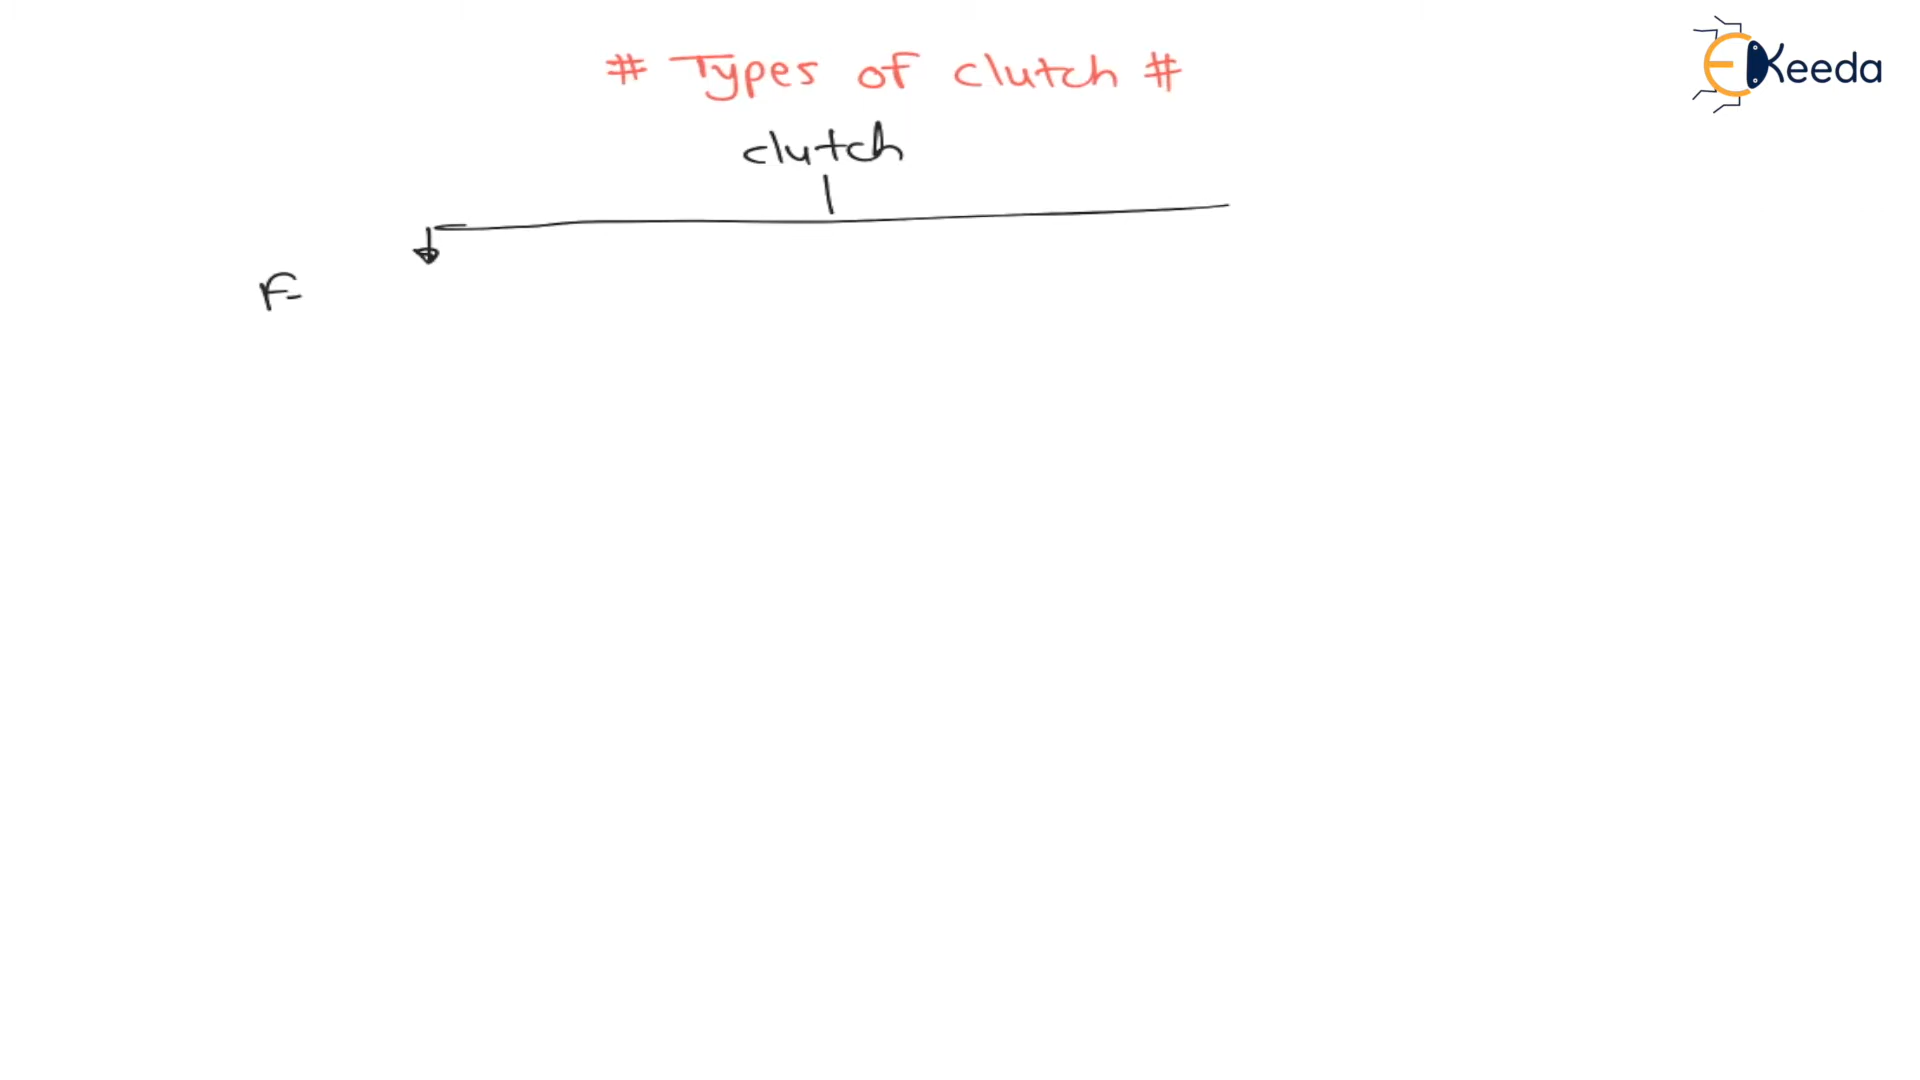 # Types of clutch #
EKeeda
clutch
F